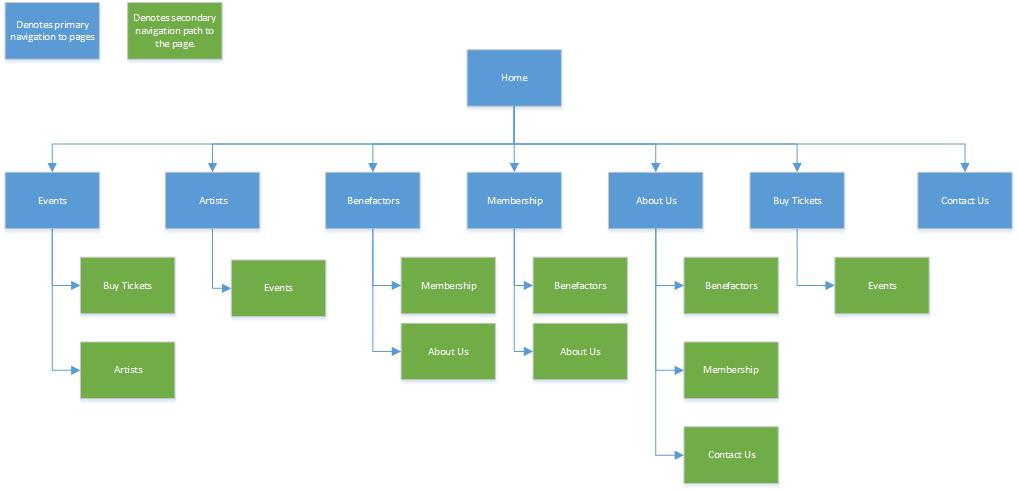 Denotes primary
navigation to pages
Denotes secondary
navigation path to
the page.
Home
Events
Artists
Benefactors
Membership
About Us
Buy Tickets
Contact Us
Buy Tickets
Artists
Events
Membership
About Us
Benefactors
About Us
Benefactors
Membership
Contact Us
Events